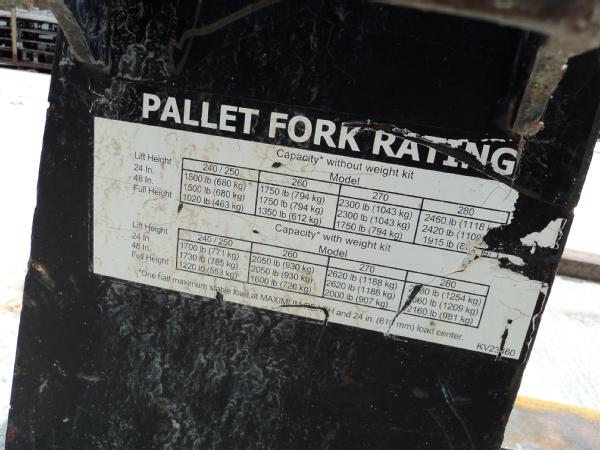 PALLET FORK RATING
Capacity* without weight kit
Lift Height Model
24 In. 240 / 250 260 270 280
48 In. 1500 lb (680 kg) 1750 lb (794 kg) 2300 lb (1043 kg) 2460 lb (1118
Full Height 1500 lb (680 kg) 1750 lb (794 kg) 2300 lb (1043 kg) 2420 lb
1020 lb (463 kg) 1350 lb (612 kg) 1750 lb (794 kg) 1915 lb
Capacity* with weight kit
Lift Height Model
24 In. 240 / 250 260 270 280
48 In. 1700 lb (771 kg) 2050 lb (930 kg) 2620 lb (1188 kg) lb (1254 kg)
Full Height 1730 lb (785 kg) 2050 lb (930 kg) 2620 lb (1188 kg) lb (1209 kg)
1220 lb (553 kg) 1600 lb (726 kg) 2000 lb (907 kg) 2160 lb (981 kg)
*One half maximum stable load at MAXIMUM and 24 in. mm) load center.